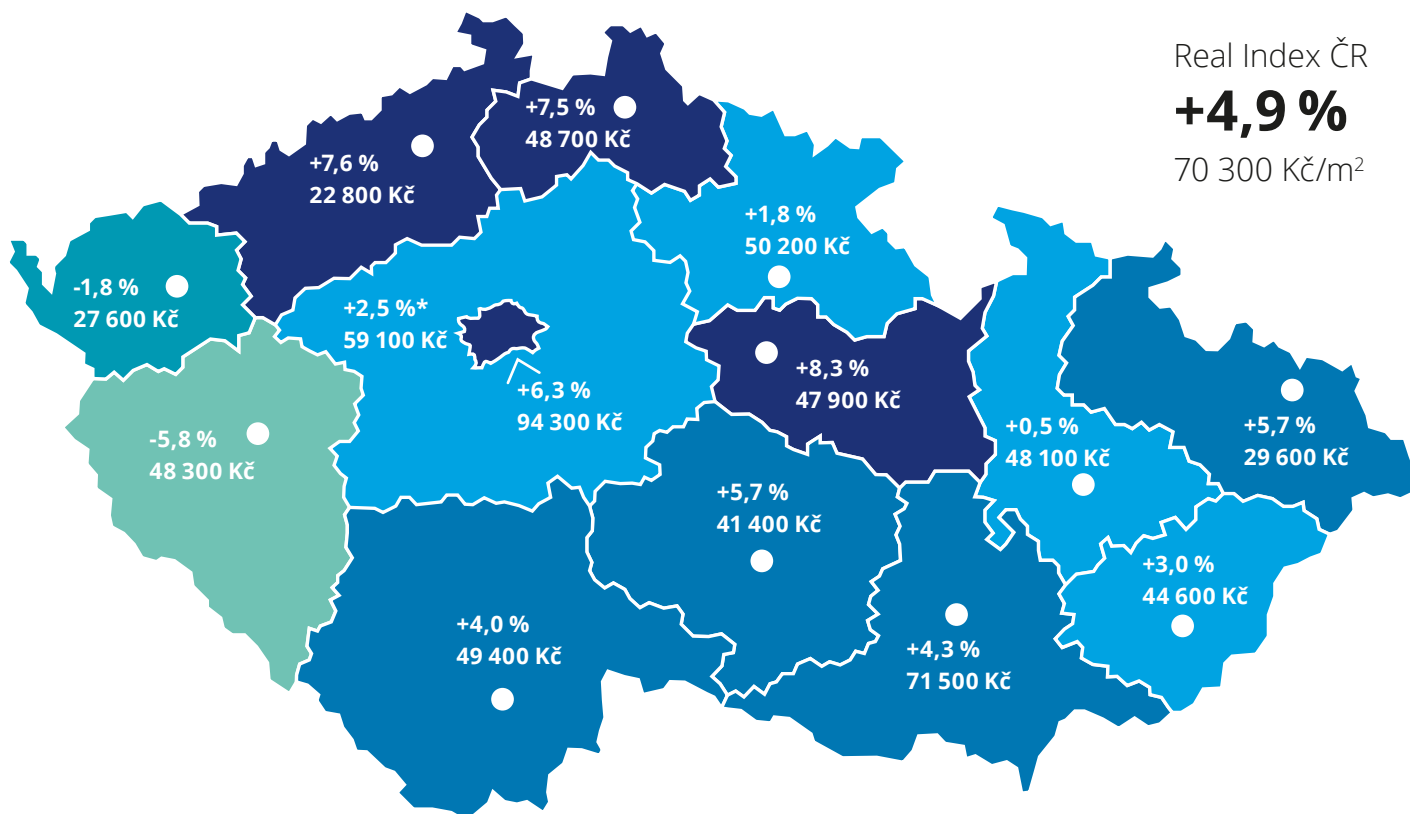 Real Index ČR
+4,9 %
70 300 Kč/m²
+7,5 %
48 700 Kč
+7,6 %
22 800 Kč
+1,8 %
50 200 Kč
-1,8 %
27 600 Kč
+2,5 %*
59 100 Kč
+6,3 %
94 300 Kč
+8,3 %
47 900 Kč
+0,5 %
48 100 Kč
+5,7 %
29 600 Kč
-5,8 %
48 300 Kč
+5,7 %
41 400 Kč
+3,0 %
44 600 Kč
+4,0 %
49 400 Kč
+4,3 %
71 500 Kč